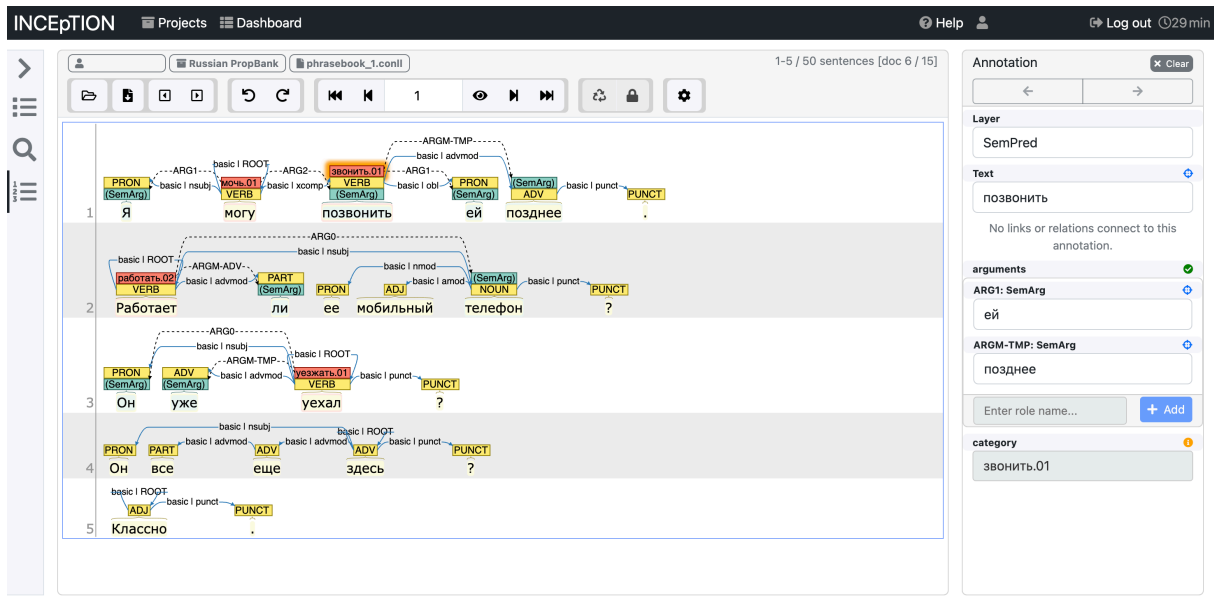 INCEpTION Projects Dashboard Help Log out 29 min
Russian PropBank phrasebook_1.conll 1-5 / 50 sentences [doc 6 / 15]
1
ARGM-TMP
basic | advmod
ARG1 basic | ROOT ARG2 звонить.01 ARG1
PRON basic | nsubj мочь.01 basic | xcomp VERB basic | obl PRON (SemArg) basic | punct
(SemArg) VERB (SemArg) (SemArg) ADV PUNCT
1 Я могу позвонить ей позднее .
ARG0
basic | nsubj
basic | ROOT ARGM-ADV basic | nmod
работать.02 basic | advmod PART basic | amod (SemArg) basic | punct
VERB (SemArg) PRON ADJ NOUN PUNCT
2 Работает ли ее мобильный телефон ?
ARG0
basic | nsubj
basic | ROOT
ARGM-TMP
PRON ADV basic | advmod уезжать.01 basic | punct
(SemArg) (SemArg) VERB PUNCT
3 Он уже уехал ?
basic | nsubj
basic | ROOT
basic | advmod basic | advmod basic | punct
PRON PART ADV ADV PUNCT
4 Он все еще здесь ?
basic | ROOT
basic | punct
ADJ PUNCT
5 Классно .
Annotation Clear
Layer
SemPred
Text
позвонить
No links or relations connect to this
annotation.
arguments
ARG1: SemArg
ей
ARGM-TMP: SemArg
позднее
Enter role name... + Add
category
звонить.01